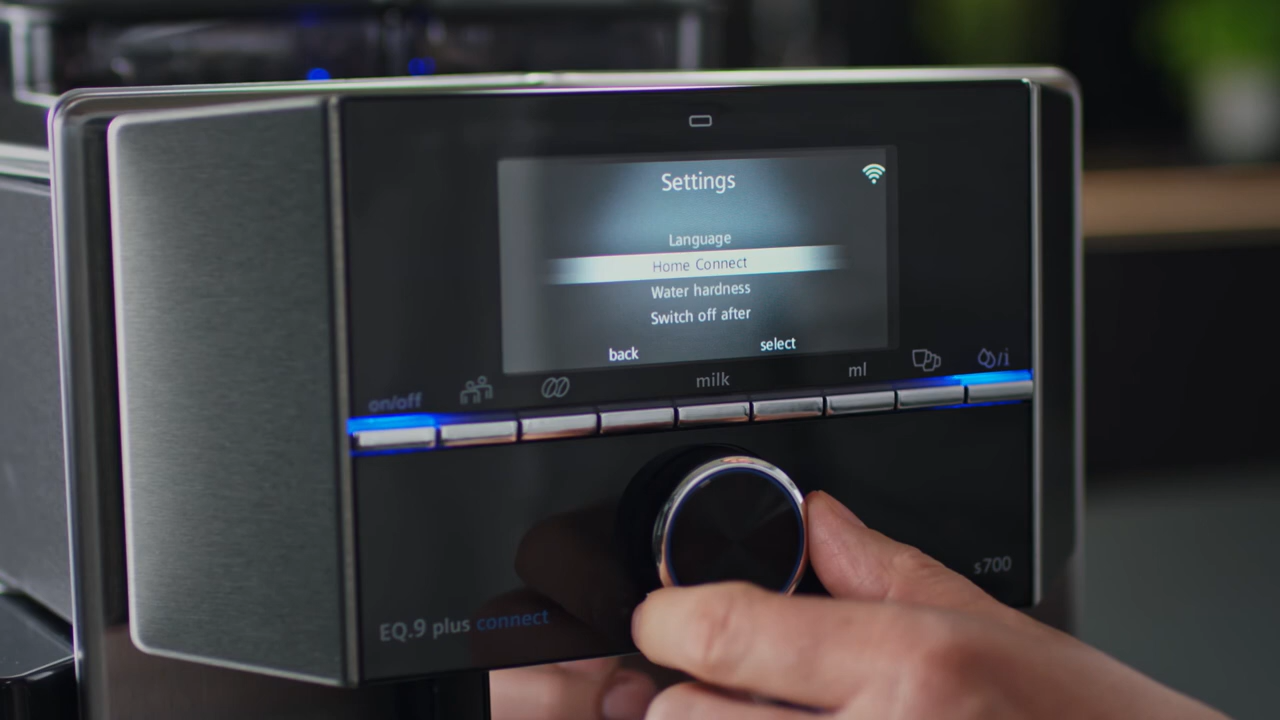 Settings
Language
Home Connect
Water hardness
Switch off after
back
select
on/off
milk
ml
/i
EQ.9 plus connect
s700